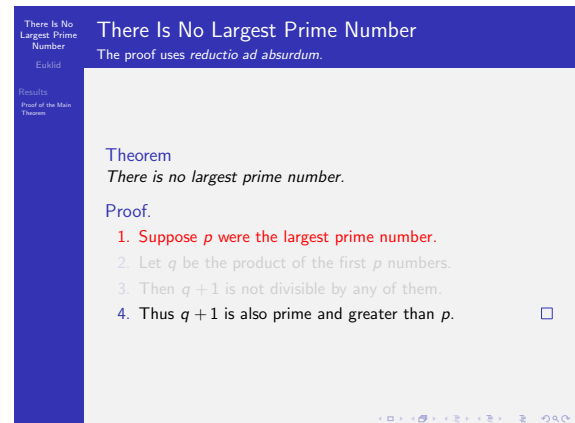 There Is No
Largest Prime
Number
Euklid
Results
Proof of the Main
Theorem
There Is No Largest Prime Number
The proof uses reductio ad absurdum.
Theorem
There is no largest prime number.
Proof.
1. Suppose p were the largest prime number.
2. Let q be the product of the first p numbers.
3. Then q + 1 is not divisible by any of them.
4. Thus q + 1 is also prime and greater than p. □